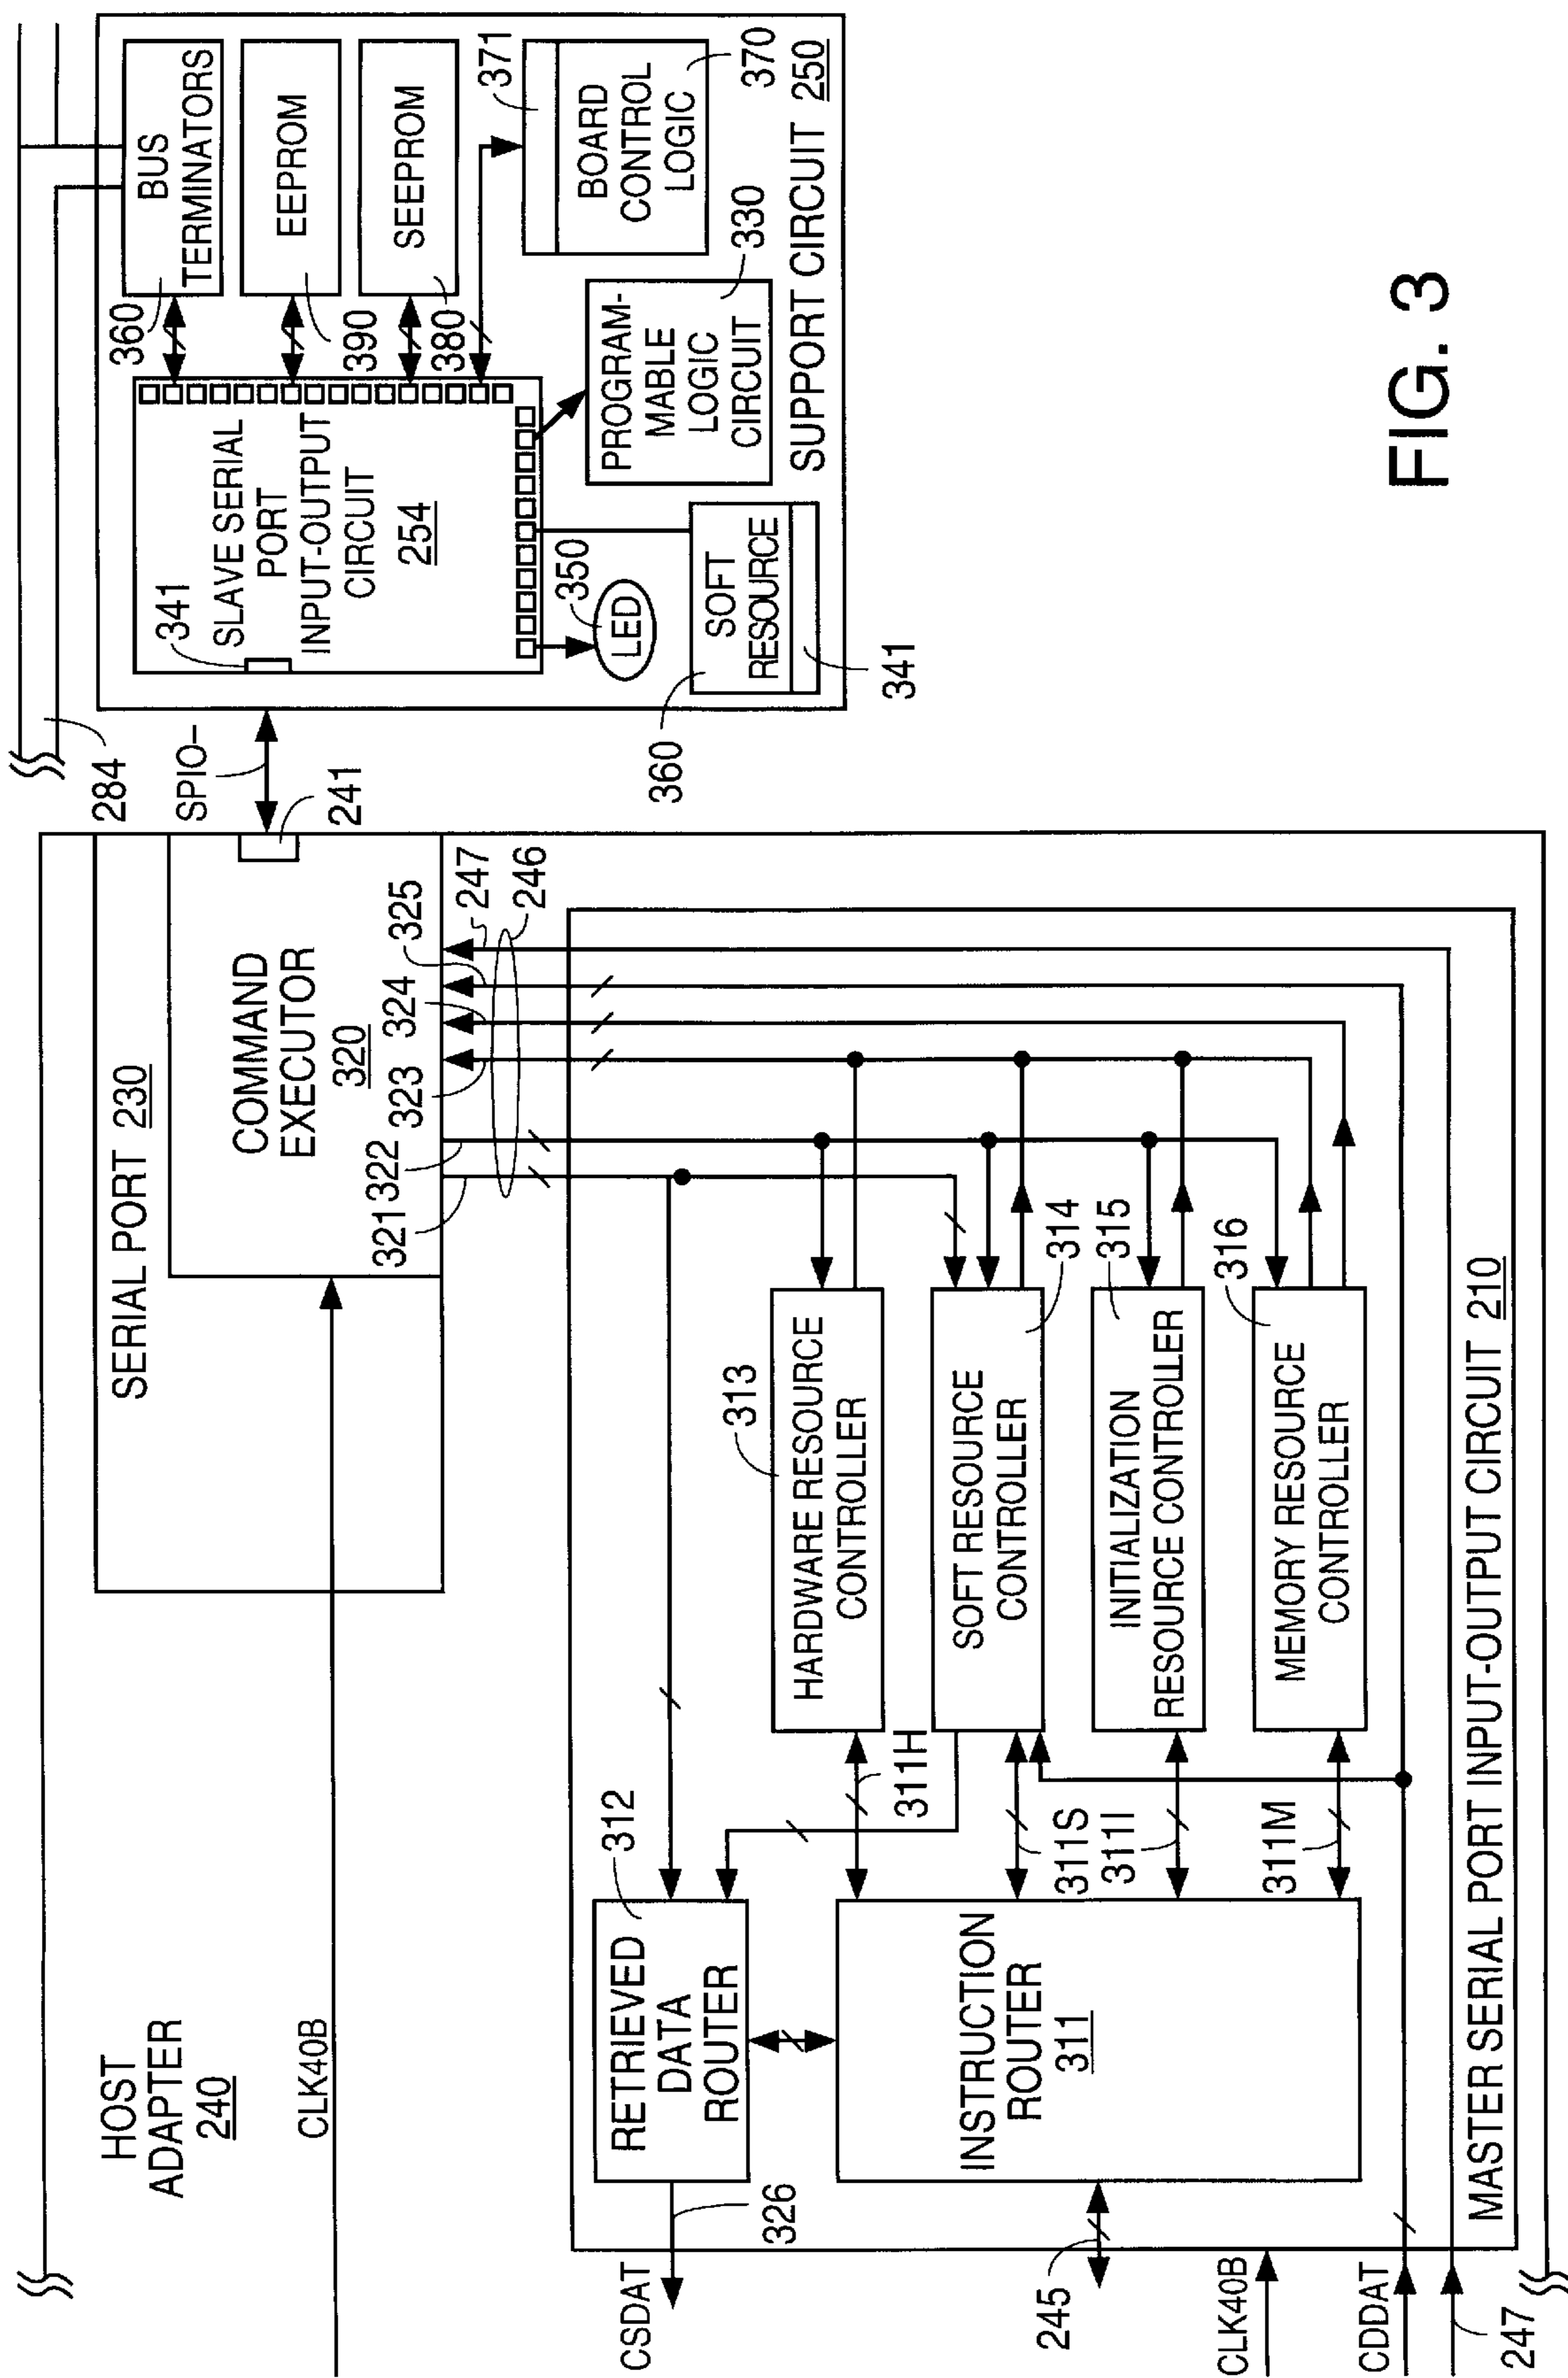 HOST
ADAPTER
240
CLK40B
SERIAL PORT 230
COMMAND
EXECUTOR
320
241
SPIO–
284
321
322
323
324
325
247
246
CSDAT
326
RETRIEVED
DATA
ROUTER
312
INSTRUCTION
ROUTER
311
245
CLK40B
CDDAT
247
311H
311S
311I
311M
HARDWARE RESOURCE
CONTROLLER
313
SOFT RESOURCE
CONTROLLER
314
INITIALIZATION
RESOURCE CONTROLLER
315
MEMORY RESOURCE
CONTROLLER
316
MASTER SERIAL PORT INPUT-OUTPUT CIRCUIT 210
341
SLAVE SERIAL
PORT
INPUT-OUTPUT
CIRCUIT
254
360
BUS
TERMINATORS
390
EEPROM
380
SEEPROM
371
BOARD
CONTROL
LOGIC
370
PROGRAM-
MABLE
LOGIC
CIRCUIT
330
350
LED
360
SOFT
RESOURCE
341
SUPPORT CIRCUIT 250
FIG. 3